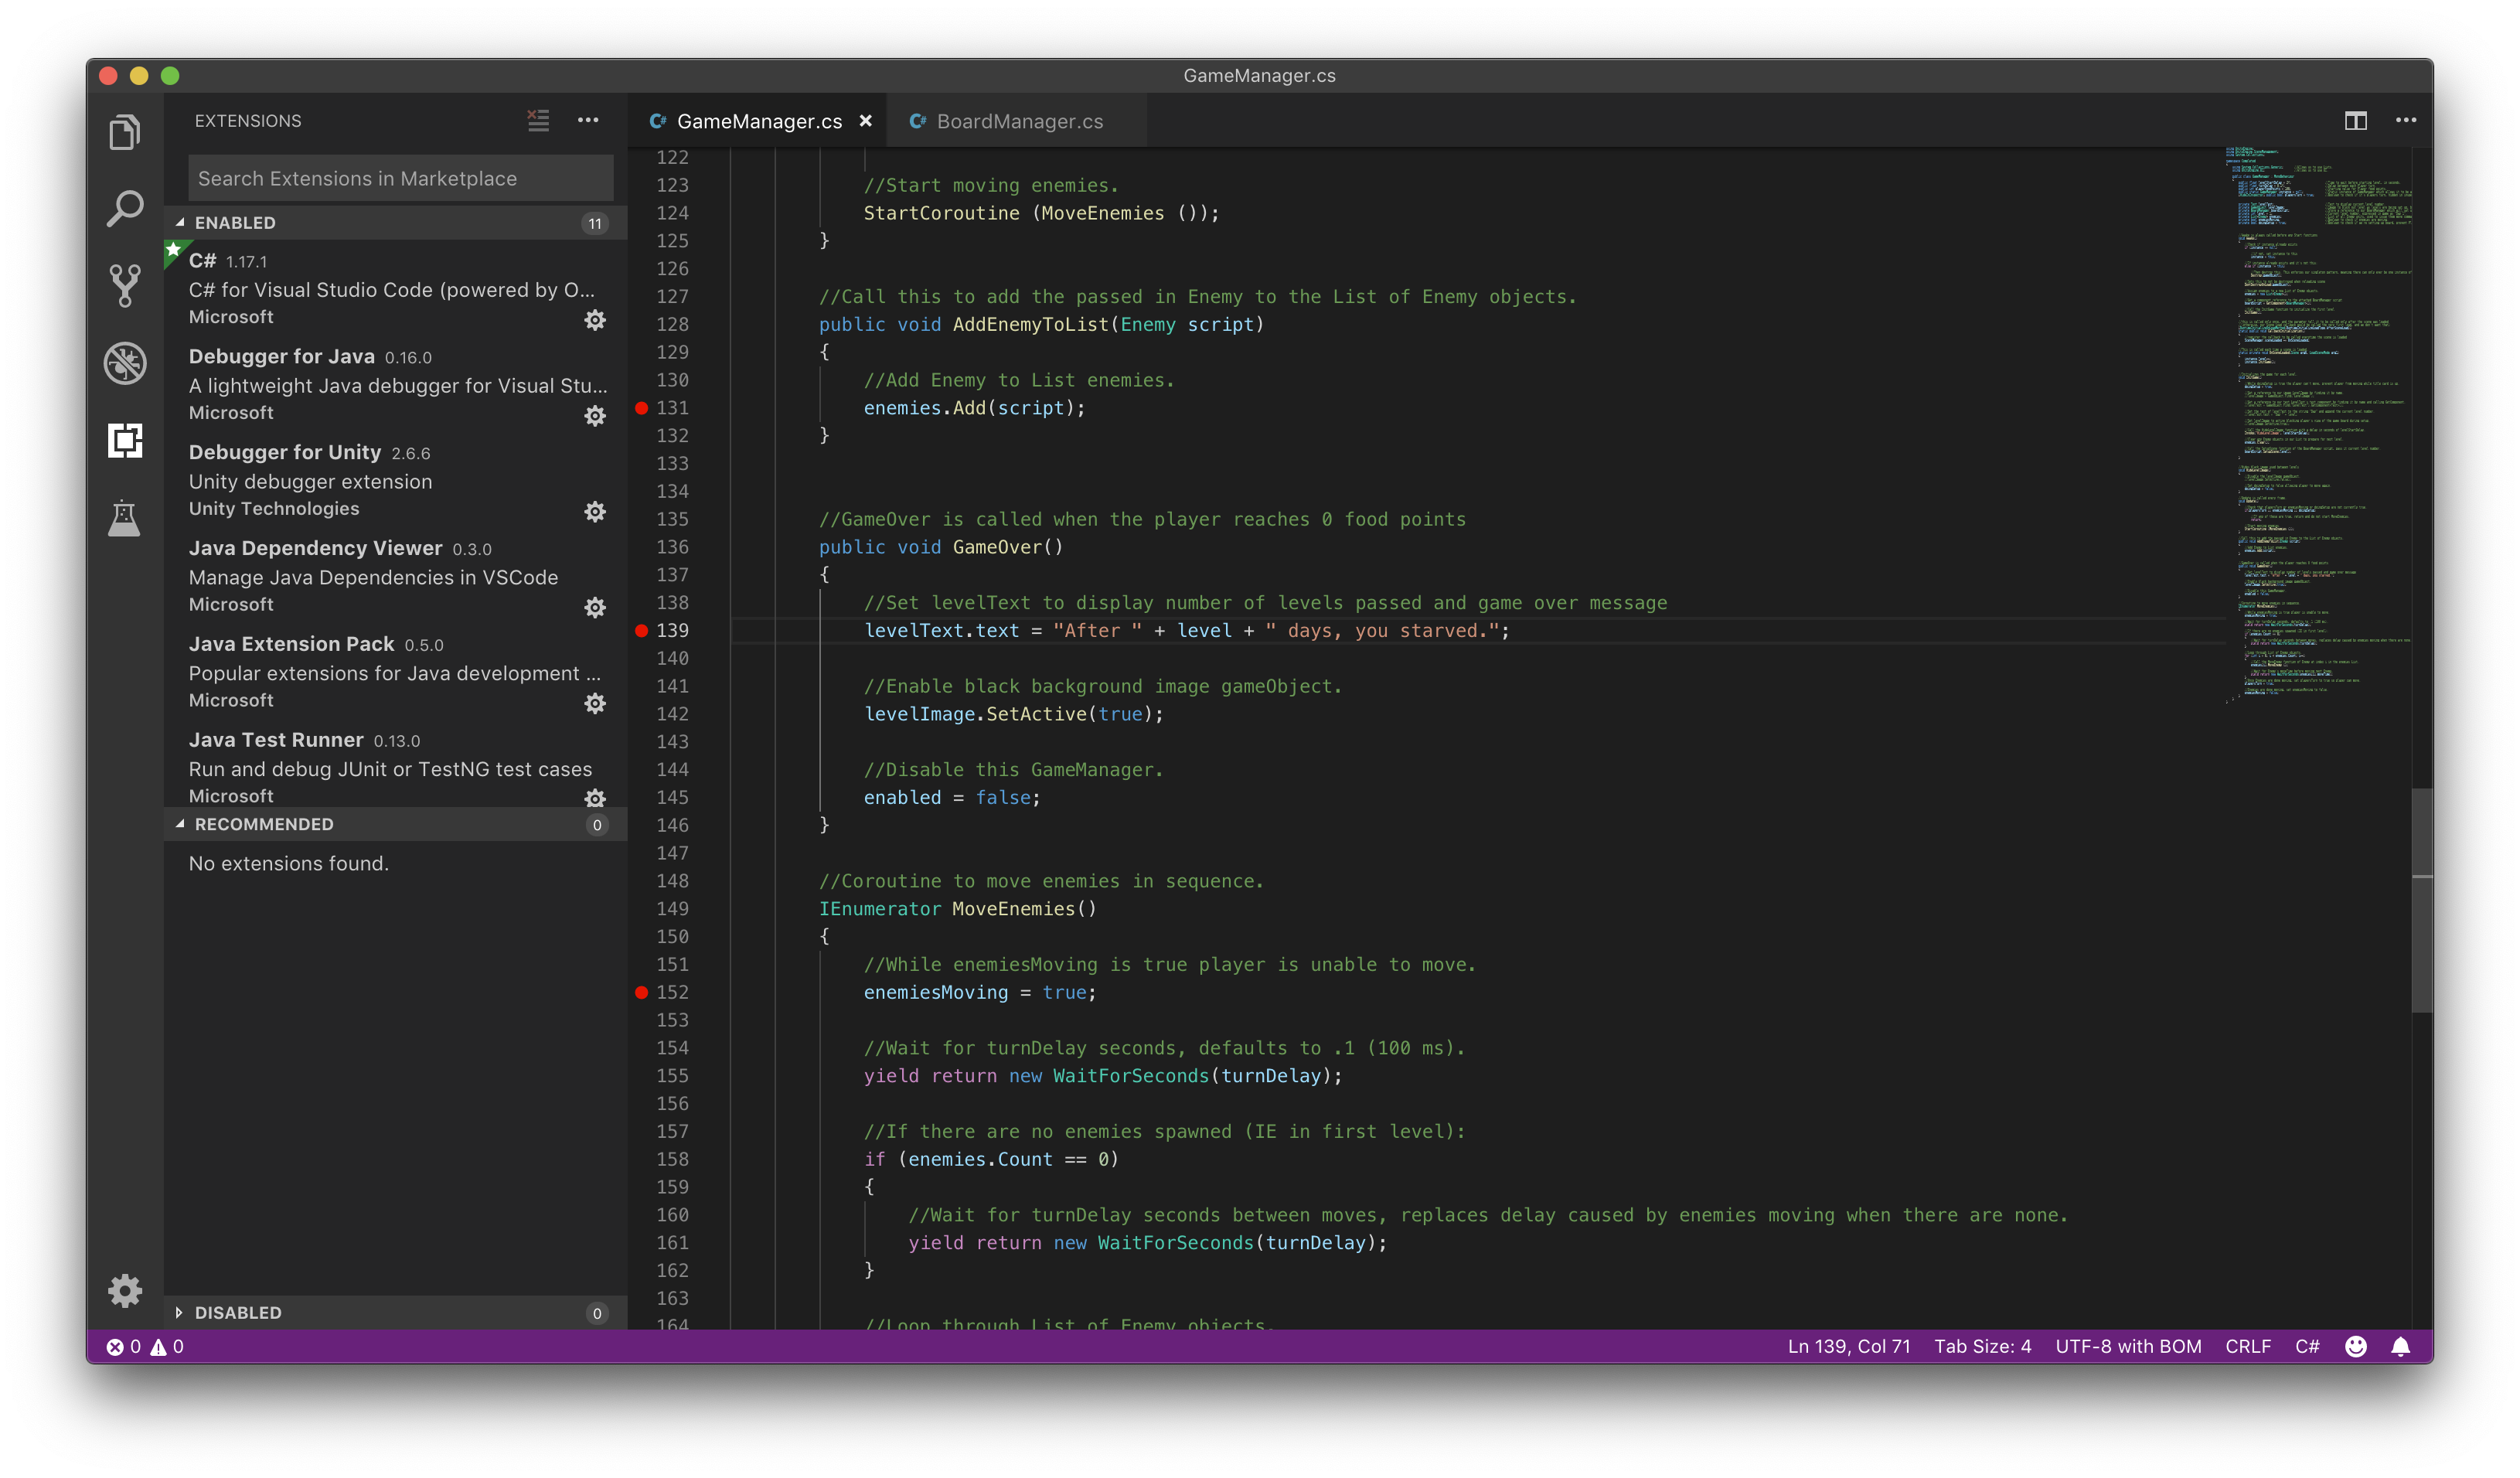 GameManager.cs
EXTENSIONS
Search Extensions in Marketplace
ENABLED 11
C# 1.17.1
C# for Visual Studio Code (powered by O...
Microsoft
Debugger for Java 0.16.0
A lightweight Java debugger for Visual Stu...
Microsoft
Debugger for Unity 2.6.6
Unity debugger extension
Unity Technologies
Java Dependency Viewer 0.3.0
Manage Java Dependencies in VSCode
Microsoft
Java Extension Pack 0.5.0
Popular extensions for Java development ...
Microsoft
Java Test Runner 0.13.0
Run and debug JUnit or TestNG test cases
Microsoft
RECOMMENDED 0
No extensions found.
DISABLED 0
C# GameManager.cs × C# BoardManager.cs
122
123 //Start moving enemies.
124 StartCoroutine (MoveEnemies ());
125 }
126
127 //Call this to add the passed in Enemy to the List of Enemy objects.
128 public void AddEnemyToList(Enemy script)
129 {
130 //Add Enemy to List enemies.
131 enemies.Add(script);
132 }
133
134
135 //GameOver is called when the player reaches 0 food points
136 public void GameOver()
137 {
138 //Set levelText to display number of levels passed and game over message
139 levelText.text = "After " + level + " days, you starved.";
140
141 //Enable black background image gameObject.
142 levelImage.SetActive(true);
143
144 //Disable this GameManager.
145 enabled = false;
146 }
147
148 //Coroutine to move enemies in sequence.
149 IEnumerator MoveEnemies()
150 {
151 //While enemiesMoving is true player is unable to move.
152 enemiesMoving = true;
153
154 //Wait for turnDelay seconds, defaults to .1 (100 ms).
155 yield return new WaitForSeconds(turnDelay);
156
157 //If there are no enemies spawned (IE in first level):
158 if (enemies.Count == 0)
159 {
160 //Wait for turnDelay seconds between moves, replaces delay caused by enemies moving when there are none.
161 yield return new WaitForSeconds(turnDelay);
162 }
163
164 //Loop through List of Enemy objects.
0 0 Ln 139, Col 71 Tab Size: 4 UTF-8 with BOM CRLF C#